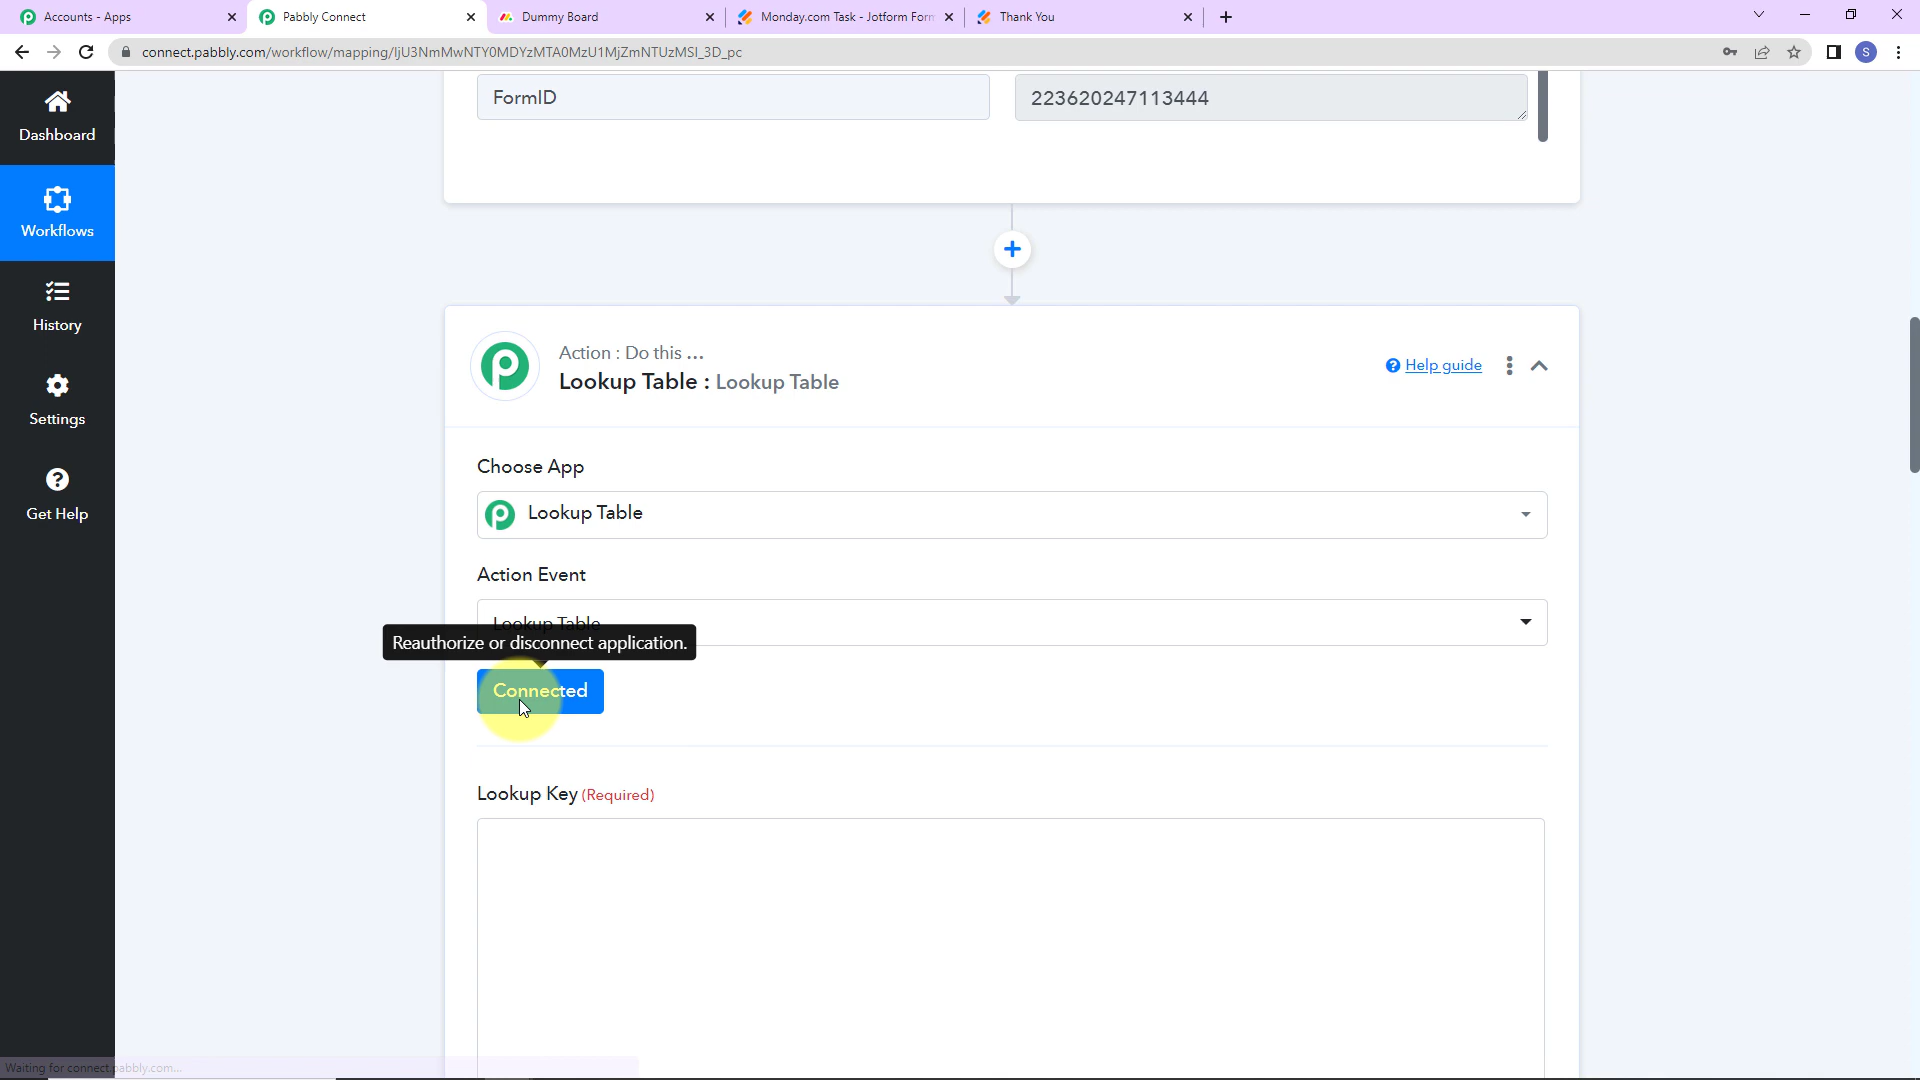 Accounts - Apps
Pabbly Connect
Dummy Board
Monday.com Task - Jotform Form
Thank You
connect.pabbly.com/workflow/mapping/IjU3NmMwNTY0MDYzMTA0MzU1MjZmNTUzMSI_3D_pc
S
Dashboard
Workflows
History
Settings
Get Help
FormID
223620247113444
Action : Do this ...
Lookup Table : Lookup Table
Help guide
Choose App
Lookup Table
Action Event
Lookup Table
Reauthorize or disconnect application.
Connected
Lookup Key (Required)
Waiting for connect.pabbly.com...